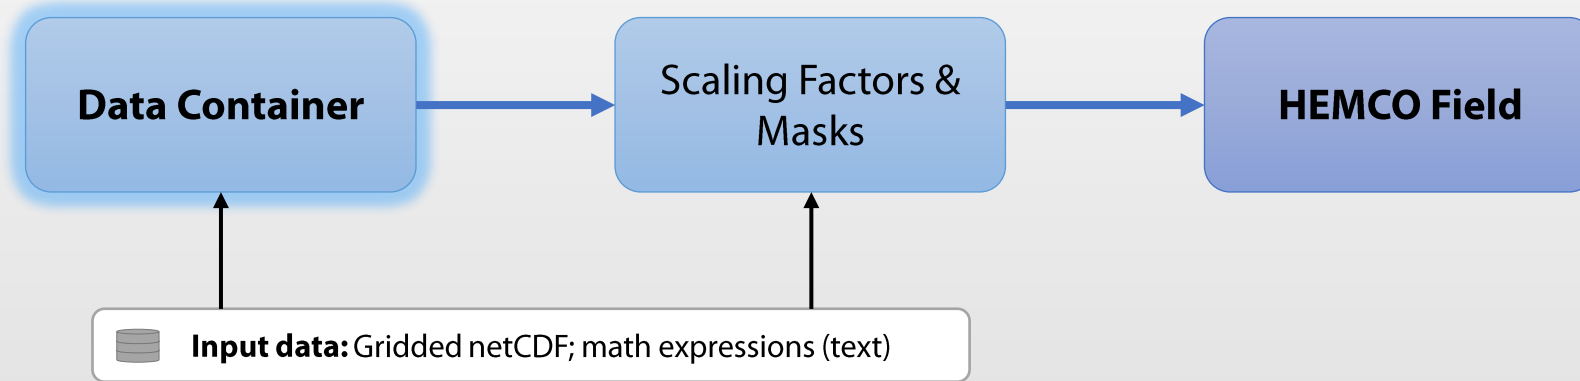 Data Container
Scaling Factors &
Masks
HEMCO Field
Input data: Gridded netCDF; math expressions (text)